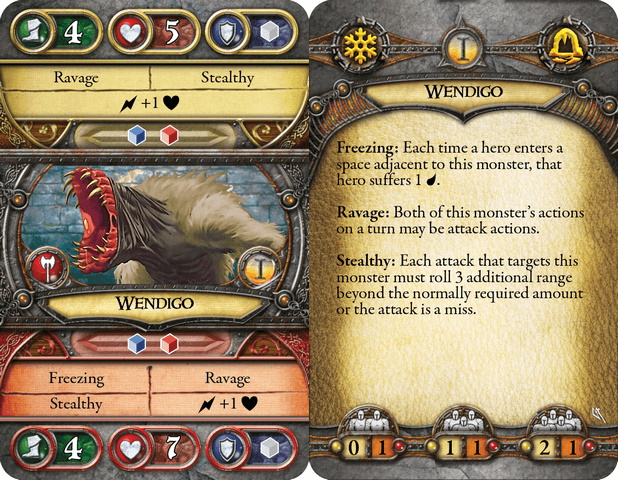 4 5
Ravage Stealthy
+1
I
WENDIGO
Freezing Ravage
Stealthy +1
4 7
I
WENDIGO
Freezing: Each time a hero enters a
space adjacent to this monster, that
hero suffers 1 .
Ravage: Both of this monster's actions
on a turn may be attack actions.
Stealthy: Each attack that targets this
monster must roll 3 additional range
beyond the normally required amount
or the attack is a miss.
0 1 1 1 2 1